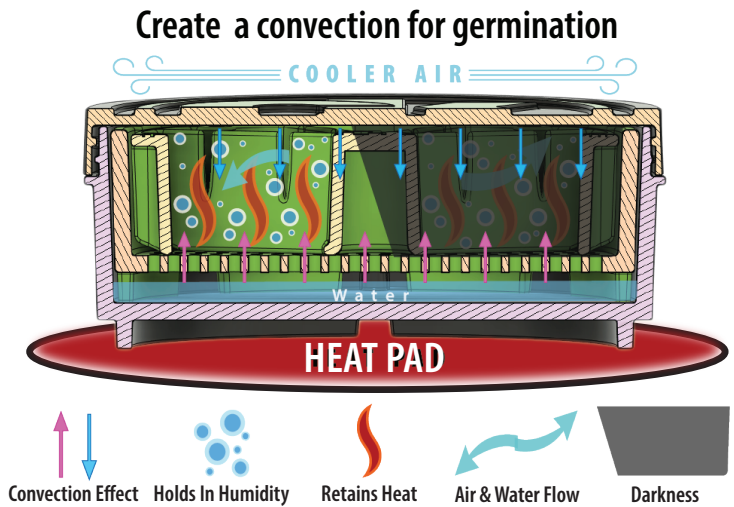 Create a convection for germination
COOLER AIR
Water
HEAT PAD
Convection Effect
Holds In Humidity
Retains Heat
Air & Water Flow
Darkness